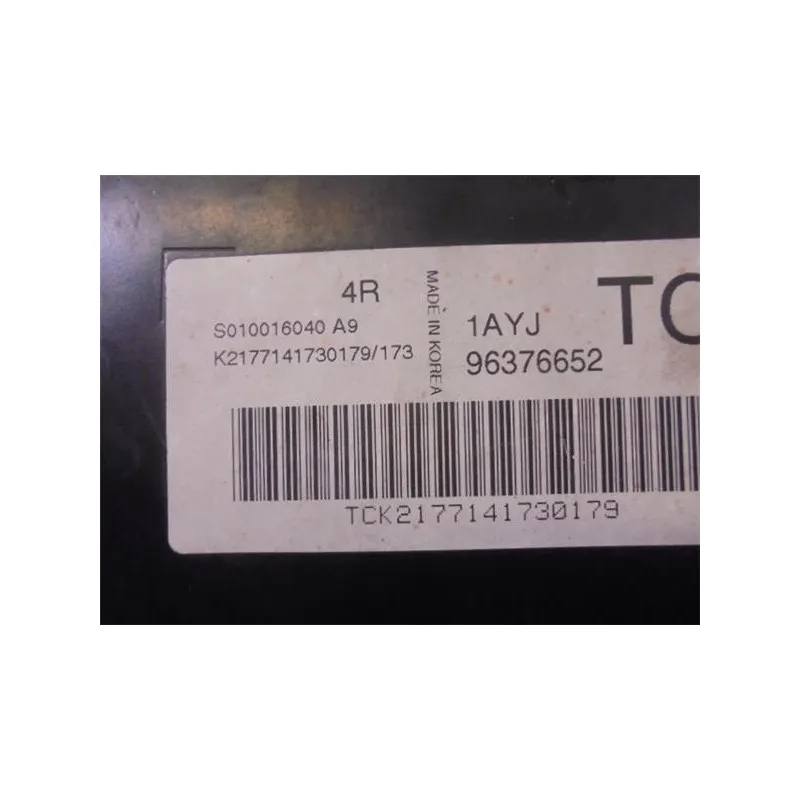 4R
S010016040 A9
K2177141730179/173
MADE IN KOREA
1AYJ
96376652
TC
TCK2177141730179